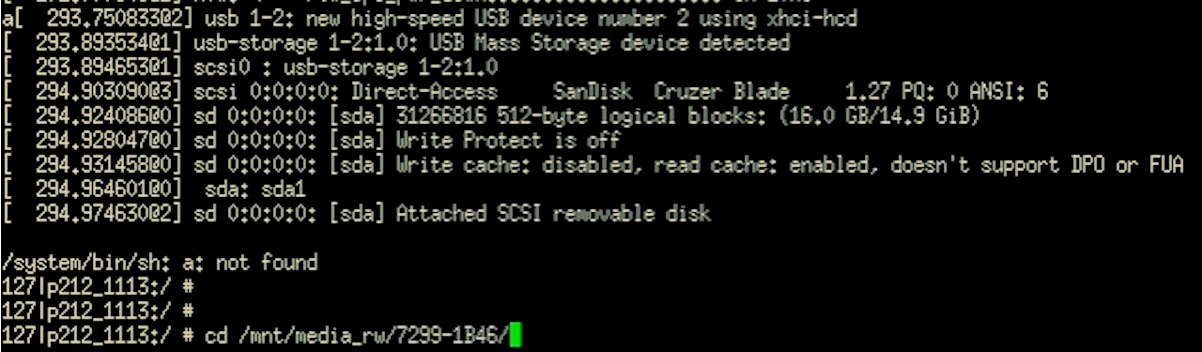 a[  293.750833@2] usb 1-2: new high-speed USB device number 2 using xhci-hcd
[  293.893534@1] usb-storage 1-2:1.0: USB Mass Storage device detected
[  293.894653@1] scsi0 : usb-storage 1-2:1.0
[  294.903090@3] scsi 0:0:0:0: Direct-Access     SanDisk  Cruzer Blade     1.27 PQ: 0 ANSI: 6
[  294.924086@0] sd 0:0:0:0: [sda] 31266816 512-byte logical blocks: (16.0 GB/14.9 GiB)
[  294.928047@0] sd 0:0:0:0: [sda] Write Protect is off
[  294.931458@0] sd 0:0:0:0: [sda] Write cache: disabled, read cache: enabled, doesn't support DPO or FUA
[  294.964601@0]  sda: sda1
[  294.974630@2] sd 0:0:0:0: [sda] Attached SCSI removable disk
/system/bin/sh: a: not found
127|p212_1113:/ #
127|p212_1113:/ #
127|p212_1113:/ # cd /mnt/media_rw/7299-1B46/